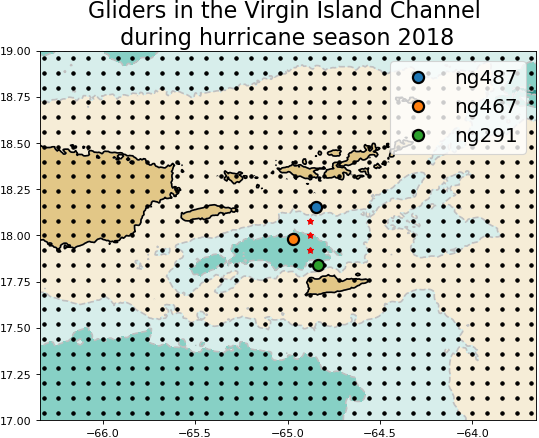 Gliders in the Virgin Island Channel
during hurricane season 2018
19.00
18.75
18.50
18.25
18.00
17.75
17.50
17.25
17.00
ng487
ng467
ng291
−66.0
−65.5
−65.0
−64.5
−64.0